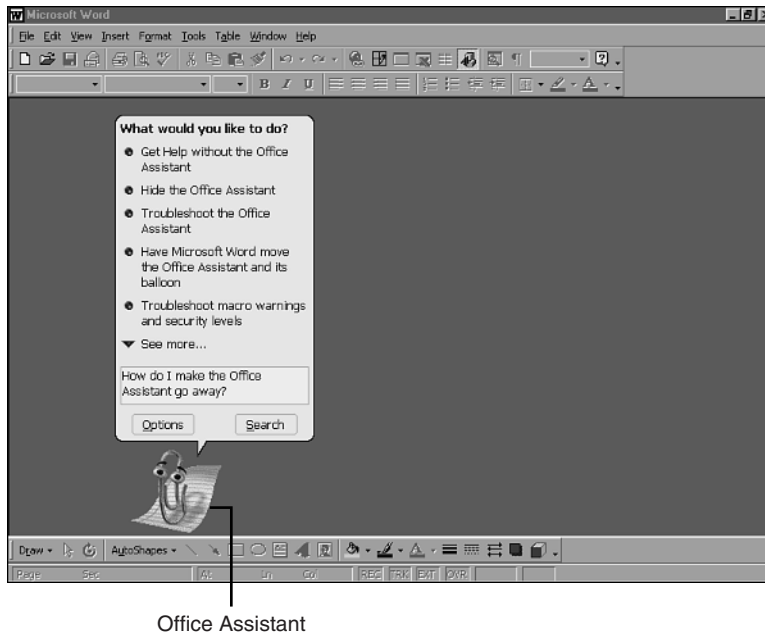 Microsoft Word
File Edit View Insert Format Tools Table Window Help
B I U
What would you like to do?
Get Help without the Office
Assistant
Hide the Office Assistant
Troubleshoot the Office
Assistant
Have Microsoft Word move
the Office Assistant and its
balloon
Troubleshoot macro warnings
and security levels
See more...
How do I make the Office
Assistant go away?
Options Search
Draw AutoShapes
Page Sec At Ln Col REC TRK EXT OVR
Office Assistant